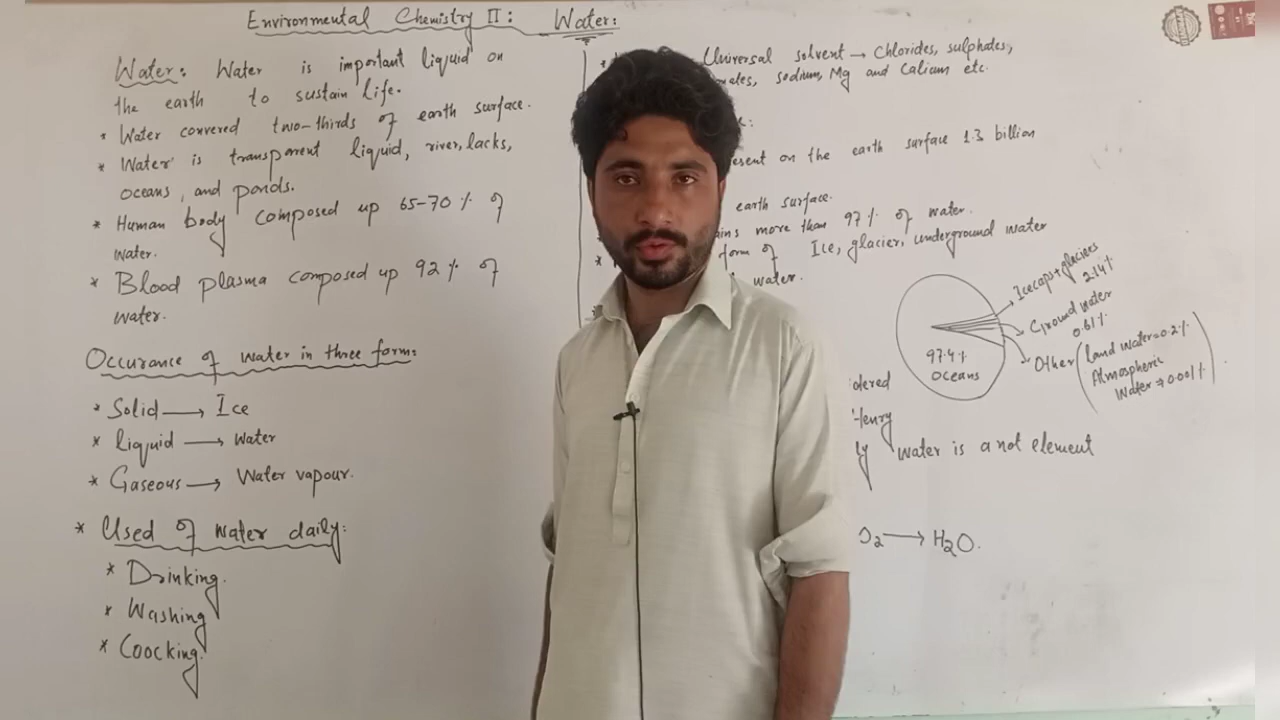 Environmental Chemistry II: Water:
Water: Water is important liquid on
the earth to sustain life.
* Water convered two-thirds of earth surface.
* Water is transparent liquid, river, lacks,
oceans, and ponds.
* Human body composed up 65-70% of
water.
* Blood plasma composed up 92% of
water.
Occurance of water in three form:
* Solid → Ice
* liquid → Water
* Gaseous → Water vapour.
* Used of water daily:
* Drinking.
* Washing
* Coocking.
Universal solvent → Chlorides, sulphates,
sodium, Mg and Calium etc.
on the earth surface 1.3 billion
earth surface.
more than 97% of water.
form of Ice, glacier, underground water
water.
Icecaps+glaciers
2.14%
Ground water
0.61%
Other (Land water=0.2%
Atmospheric
Water→0.001%)
97.4%
Oceans
Water is a not element
→ H2O.